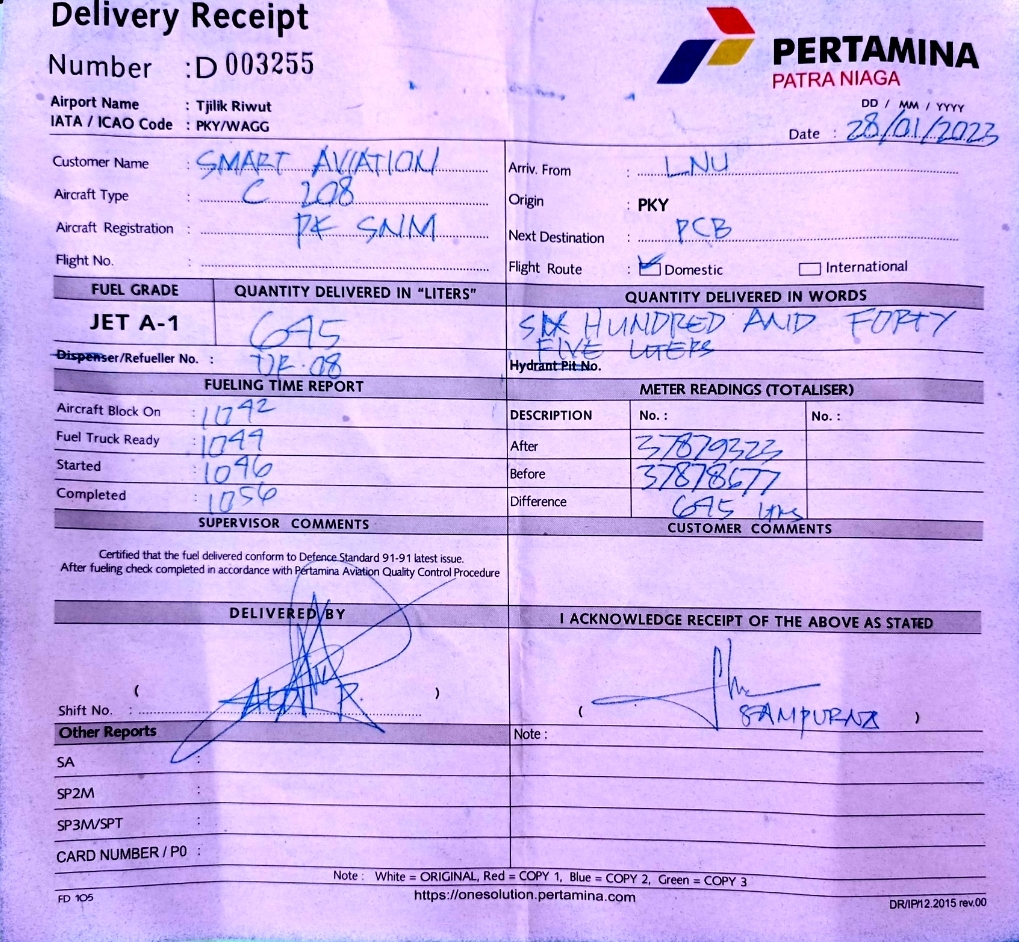 Delivery Receipt
Number : D 003255
PERTAMINA
PATRA NIAGA
Airport Name : Tjilik Riwut
IATA / ICAO Code : PKY/WAGG
DD / MM / YYYY
Date : 28/01/2023
Customer Name : SMART AVIATION
Aircraft Type : C 208
Aircraft Registration : PK SNM
Flight No. :
Arriv. From : LNU
Origin : PKY
Next Destination : PCB
Flight Route : Domestic International
FUEL GRADE QUANTITY DELIVERED IN "LITERS" QUANTITY DELIVERED IN WORDS
JET A-1 645 SIX HUNDRED AND FORTY
FIVE LITERS
Dispenser/Refueller No. : Hydrant Pit No.
FUELING TIME REPORT METER READINGS (TOTALISER)
Aircraft Block On : 1042 DESCRIPTION No. : No. :
Fuel Truck Ready : 1044 After 37879323
Started : 1046 Before 37878677
Completed : 1056 Difference 645 ltrs
SUPERVISOR COMMENTS CUSTOMER COMMENTS
Certified that the fuel delivered conform to Defence Standard 91-91 latest issue.
After fueling check completed in accordance with Pertamina Aviation Quality Control Procedure
DELIVERED BY I ACKNOWLEDGE RECEIPT OF THE ABOVE AS STATED
( ) ( SAMPURNA )
Shift No. :
Other Reports Note :
SA :
SP2M :
SP3M/SPT :
CARD NUMBER / PO :
Note : White = ORIGINAL, Red = COPY 1, Blue = COPY 2, Green = COPY 3
FD 105 https://onesolution.pertamina.com DR/IP/12.2015 rev.00